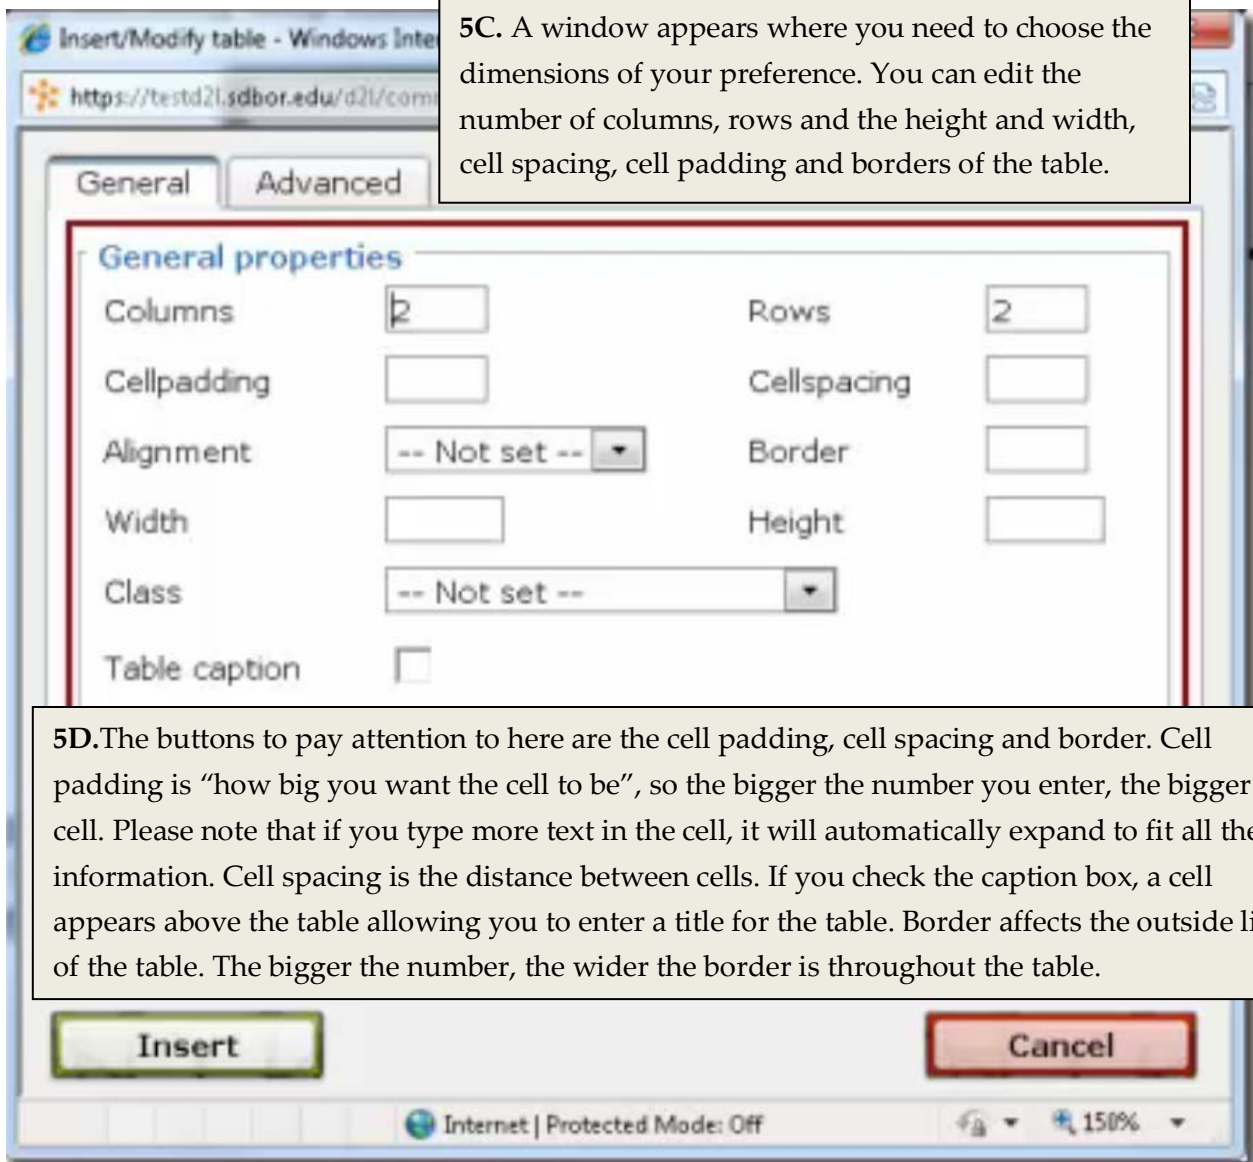 Insert/Modify table - Windows Inter
https://testd2l.sdbor.edu/d2l/com
5C. A window appears where you need to choose the
dimensions of your preference. You can edit the
number of columns, rows and the height and width,
cell spacing, cell padding and borders of the table.
General Advanced
General properties
Columns 2 Rows 2
Cellpadding Cellspacing
Alignment -- Not set -- Border
Width Height
Class -- Not set --
Table caption
5D.The buttons to pay attention to here are the cell padding, cell spacing and border. Cell
padding is “how big you want the cell to be”, so the bigger the number you enter, the bigger
cell. Please note that if you type more text in the cell, it will automatically expand to fit all the
information. Cell spacing is the distance between cells. If you check the caption box, a cell
appears above the table allowing you to enter a title for the table. Border affects the outside li
of the table. The bigger the number, the wider the border is throughout the table.
Insert Cancel
Internet | Protected Mode: Off 150%